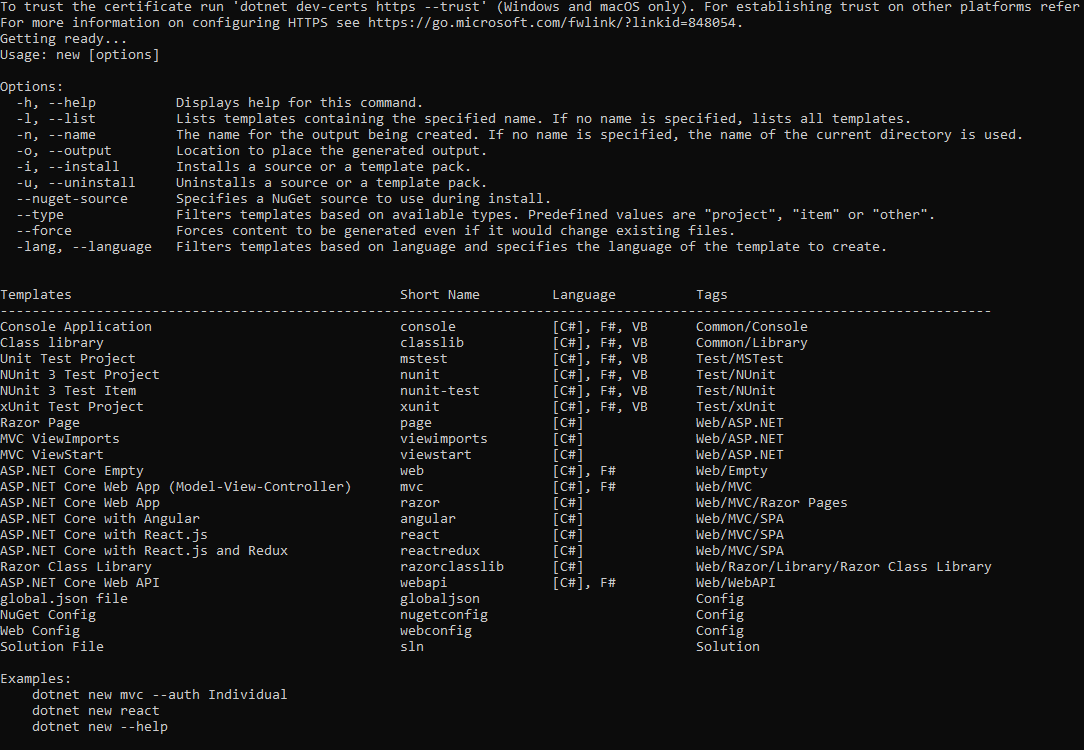 To trust the certificate run 'dotnet dev-certs https --trust' (Windows and macOS only). For establishing trust on other platforms refer
For more information on configuring HTTPS see https://go.microsoft.com/fwlink/?linkid=848054.
Getting ready...
Usage: new [options]

Options:
  -h, --help          Displays help for this command.
  -l, --list          Lists templates containing the specified name. If no name is specified, lists all templates.
  -n, --name          The name for the output being created. If no name is specified, the name of the current directory is used.
  -o, --output        Location to place the generated output.
  -i, --install       Installs a source or a template pack.
  -u, --uninstall     Uninstalls a source or a template pack.
  --nuget-source      Specifies a NuGet source to use during install.
  --type              Filters templates based on available types. Predefined values are "project", "item" or "other".
  --force             Forces content to be generated even if it would change existing files.
  -lang, --language   Filters templates based on language and specifies the language of the template to create.


Templates                                         Short Name         Language          Tags
----------------------------------------------------------------------------------------------------------------------------
Console Application                               console            [C#], F#, VB      Common/Console
Class library                                     classlib           [C#], F#, VB      Common/Library
Unit Test Project                                 mstest             [C#], F#, VB      Test/MSTest
NUnit 3 Test Project                              nunit              [C#], F#, VB      Test/NUnit
NUnit 3 Test Item                                 nunit-test         [C#], F#, VB      Test/NUnit
xUnit Test Project                                xunit              [C#], F#, VB      Test/xUnit
Razor Page                                        page               [C#]              Web/ASP.NET
MVC ViewImports                                   viewimports        [C#]              Web/ASP.NET
MVC ViewStart                                     viewstart          [C#]              Web/ASP.NET
ASP.NET Core Empty                                web                [C#], F#          Web/Empty
ASP.NET Core Web App (Model-View-Controller)      mvc                [C#], F#          Web/MVC
ASP.NET Core Web App                              razor              [C#]              Web/MVC/Razor Pages
ASP.NET Core with Angular                         angular            [C#]              Web/MVC/SPA
ASP.NET Core with React.js                        react              [C#]              Web/MVC/SPA
ASP.NET Core with React.js and Redux              reactredux         [C#]              Web/MVC/SPA
Razor Class Library                               razorclasslib      [C#]              Web/Razor/Library/Razor Class Library
ASP.NET Core Web API                              webapi             [C#], F#          Web/WebAPI
global.json file                                  globaljson                           Config
NuGet Config                                      nugetconfig                          Config
Web Config                                        webconfig                            Config
Solution File                                     sln                                  Solution

Examples:
    dotnet new mvc --auth Individual
    dotnet new react
    dotnet new --help